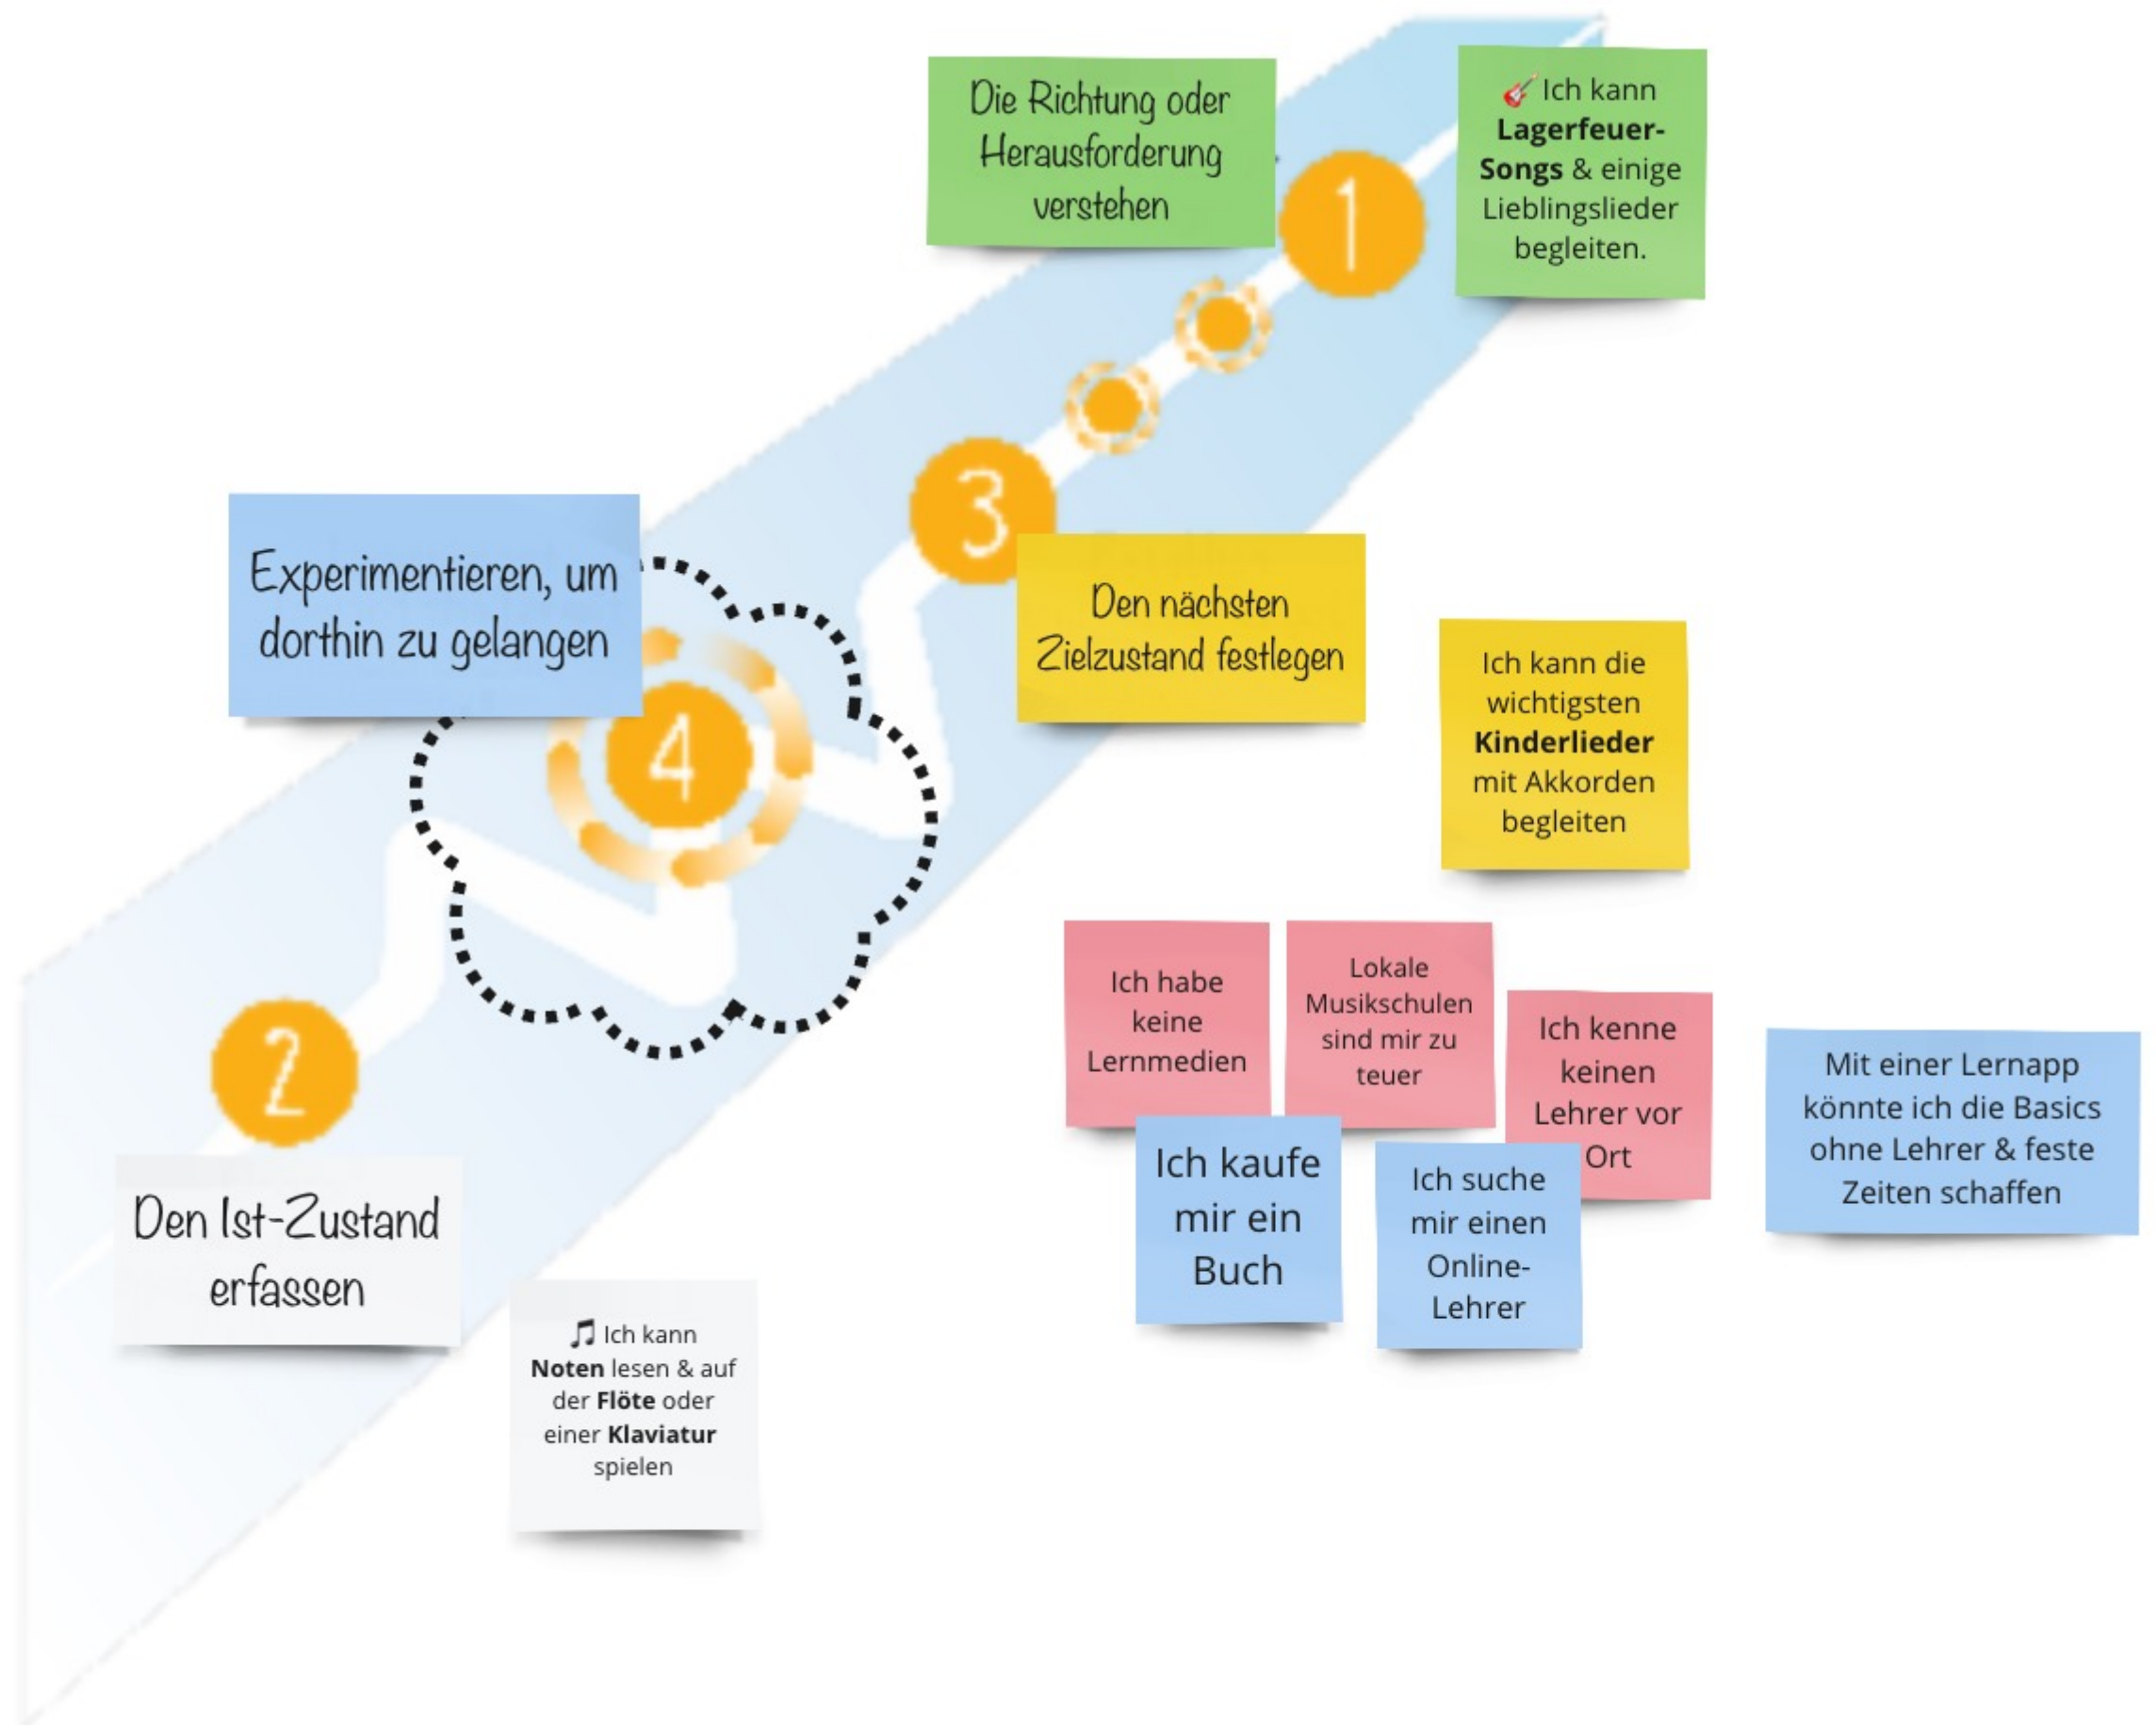 Die Richtung oder
Herausforderung
verstehen
1
🎸 Ich kann
Lagerfeuer-
Songs & einige
Lieblingslieder
begleiten.
3
Experimentieren, um
dorthin zu gelangen
Den nächsten
Zielzustand festlegen
4
Ich kann die
wichtigsten
Kinderlieder
mit Akkorden
begleiten
Ich habe
keine
Lernmedien
Lokale
Musikschulen
sind mir zu
teuer
Ich kenne
keinen
Lehrer vor
Ort
Mit einer Lernapp
könnte ich die Basics
ohne Lehrer & feste
Zeiten schaffen
Ich kaufe
mir ein
Buch
Ich suche
mir einen
Online-
Lehrer
2
Den Ist-Zustand
erfassen
🎵 Ich kann
Noten lesen & auf
der Flöte oder
einer Klaviatur
spielen